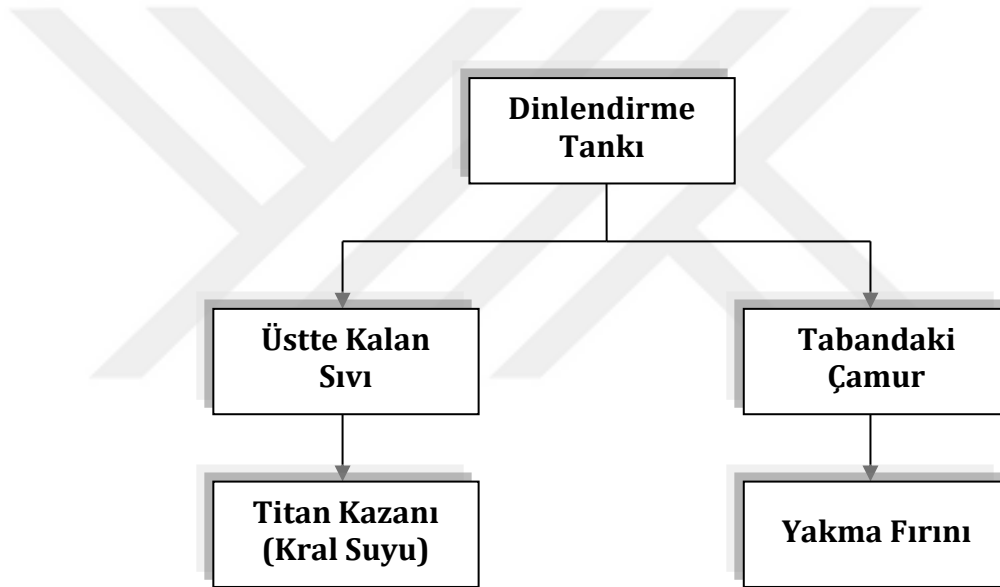 Dinlendirme
Tankı
Üstte Kalan
Sıvı
Tabandaki
Çamur
Titan Kazanı
(Kral Suyu)
Yakma Fırını